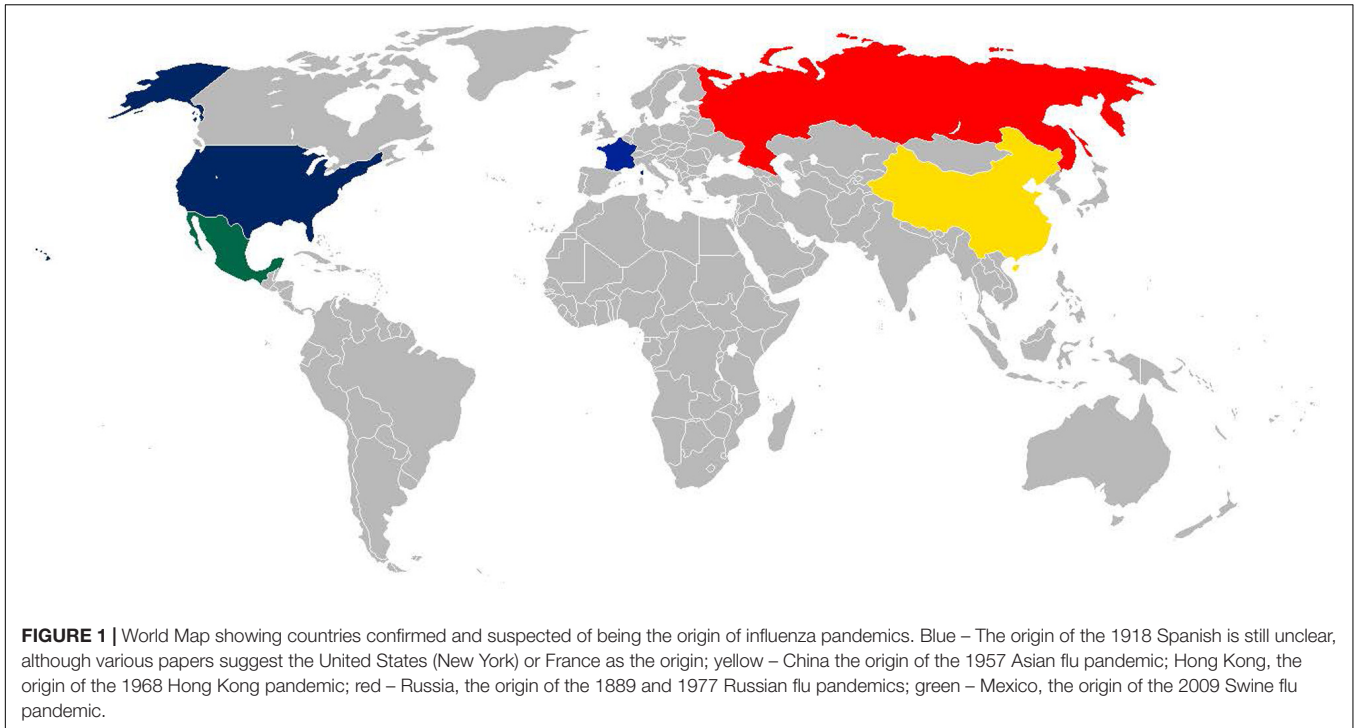 FIGURE 1 | World Map showing countries confirmed and suspected of being the origin of influenza pandemics. Blue – The origin of the 1918 Spanish is still unclear,
although various papers suggest the United States (New York) or France as the origin; yellow – China the origin of the 1957 Asian flu pandemic; Hong Kong, the
origin of the 1968 Hong Kong pandemic; red – Russia, the origin of the 1889 and 1977 Russian flu pandemics; green – Mexico, the origin of the 2009 Swine flu
pandemic.